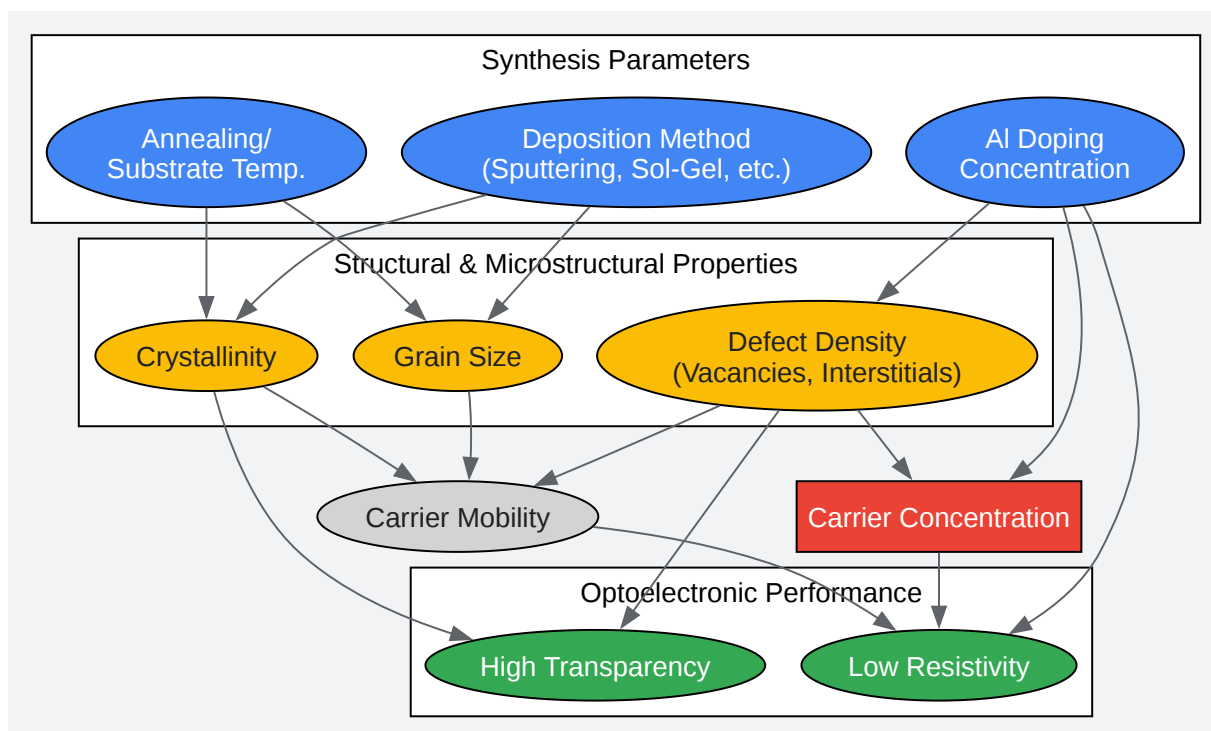 Synthesis Parameters
Annealing/
Substrate Temp.
Deposition Method
(Sputtering, Sol-Gel, etc.)
Al Doping
Concentration
Structural & Microstructural Properties
Crystallinity
Grain Size
Defect Density
(Vacancies, Interstitials)
Carrier Mobility
Carrier Concentration
Optoelectronic Performance
High Transparency
Low Resistivity